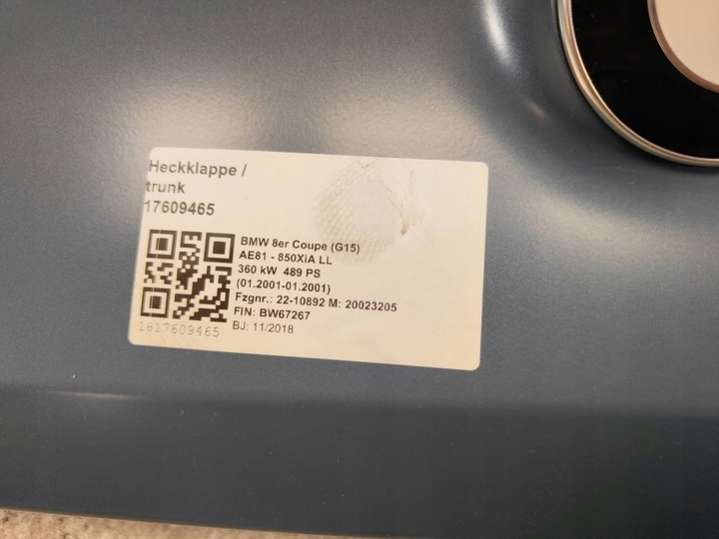 Heckklappe /
trunk
17609465
BMW 8er Coupe (G15)
AE81 - 850XiA LL
360 kW 489 PS
(01.2001-01.2001)
Fzgnr.: 22-10892 M: 20023205
FIN: BW67267
BJ: 11/2018
1817609465